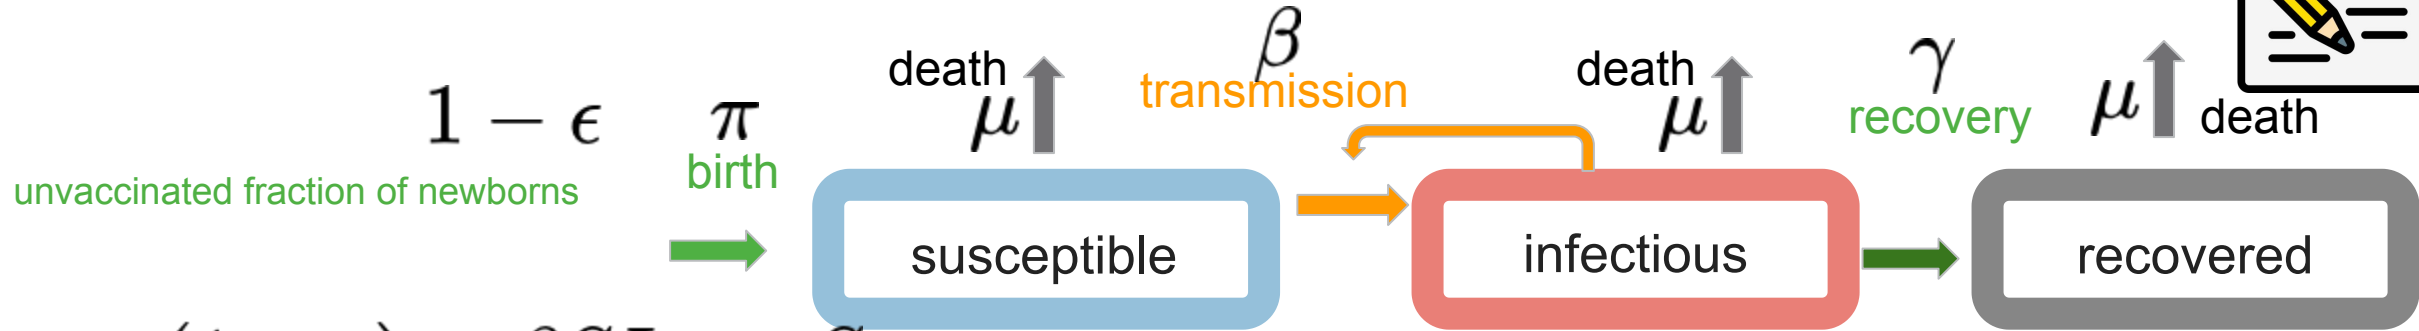 β
death death γ
transmission
1 − ϵ π μ μ recovery μ death
birth
unvaccinated fraction of newborns
susceptible infectious recovered